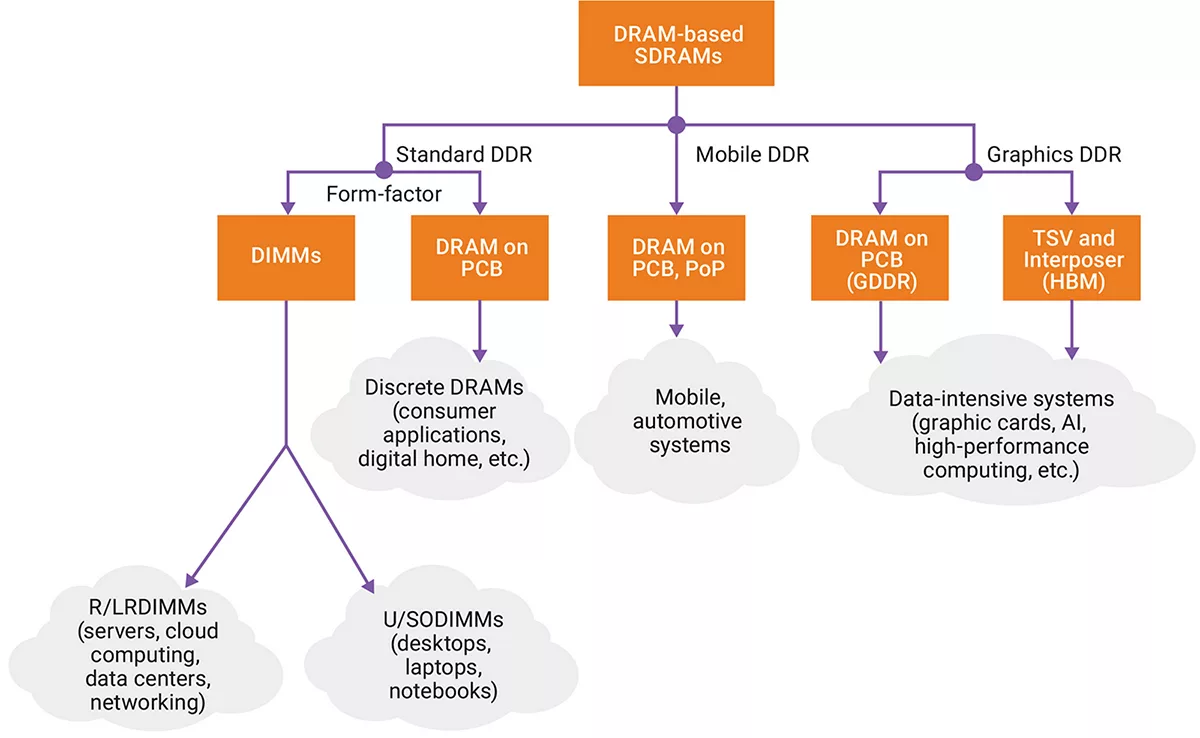 DRAM-based
SDRAMs
Standard DDR
Mobile DDR
Graphics DDR
Form-factor
DIMMs
DRAM on
PCB
DRAM on
PCB, PoP
DRAM on
PCB
(GDDR)
TSV and
Interposer
(HBM)
Discrete DRAMs
(consumer
applications,
digital home, etc.)
Mobile,
automotive
systems
Data-intensive systems
(graphic cards, AI,
high-performance
computing, etc.)
R/LRDIMMs
(servers, cloud
computing,
data centers,
networking)
U/SODIMMs
(desktops,
laptops,
notebooks)